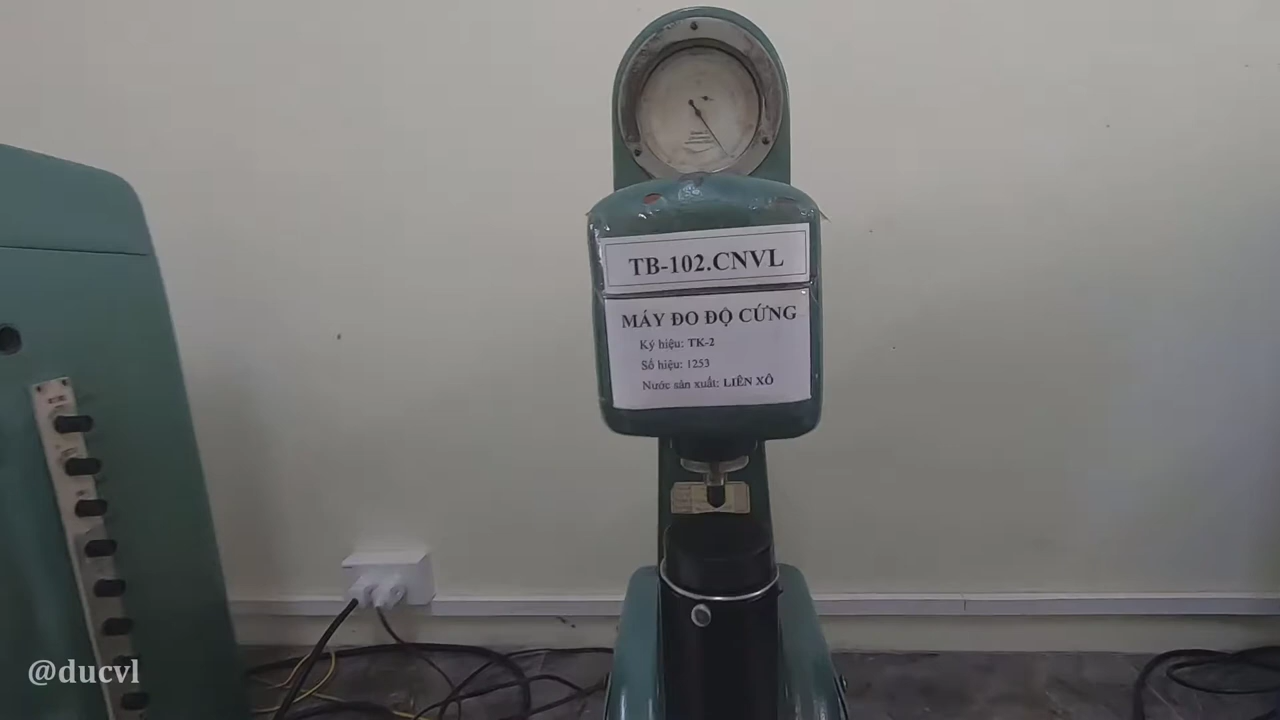 TB-102.CNVL
MÁY ĐO ĐỘ CỨNG
Ký hiệu: TK-2
Số hiệu: 1253
Nước sản xuất: LIÊN XÔ
@ducvl